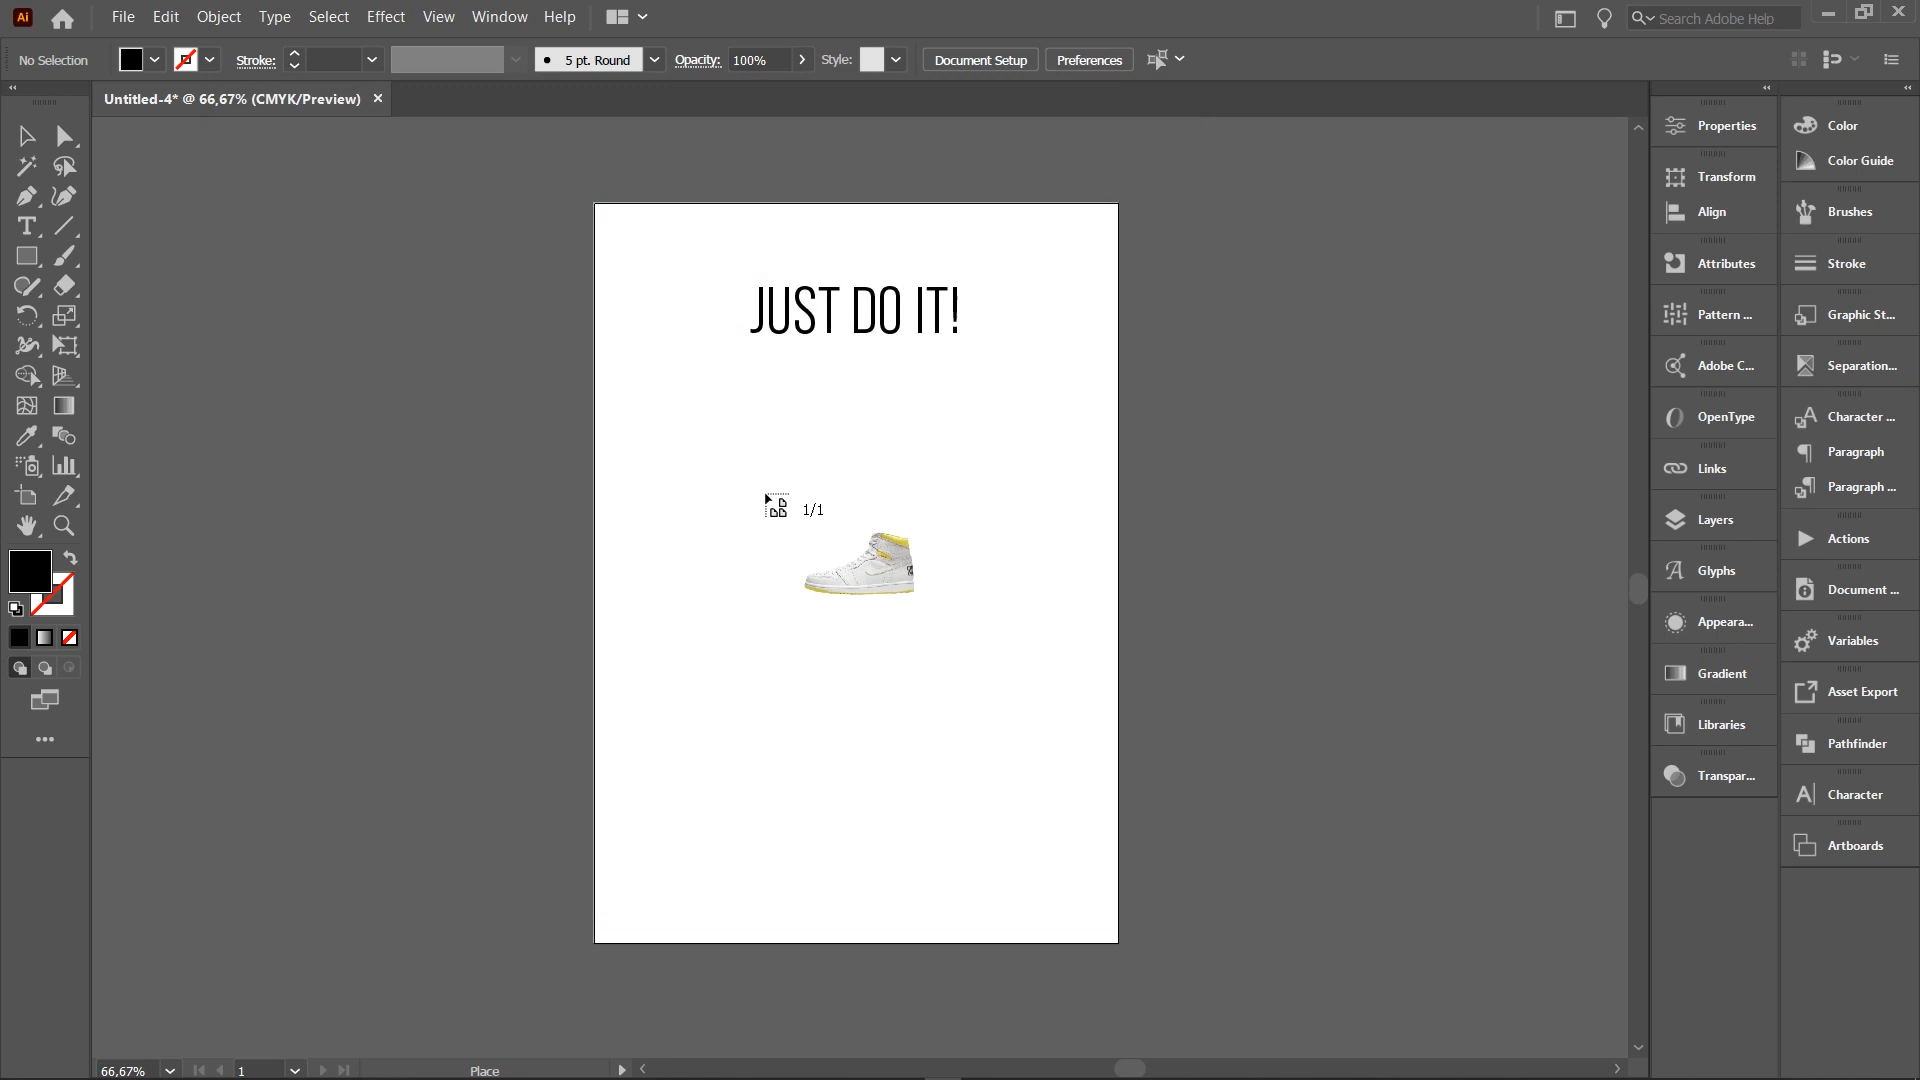 Ai
File Edit Object Type Select Effect View Window Help
Search Adobe Help
No Selection
Stroke:
5 pt. Round
Opacity: 100%
Style:
Document Setup
Preferences
Untitled-4* @ 66,67% (CMYK/Preview)
JUST DO IT!
1/1
Properties
Transform
Align
Attributes
Pattern ...
Adobe C...
OpenType
Links
Layers
Glyphs
Appeara...
Gradient
Libraries
Transpar...
Color
Color Guide
Brushes
Stroke
Graphic St...
Separation...
Character ...
Paragraph
Paragraph ...
Actions
Document ...
Variables
Asset Export
Pathfinder
Character
Artboards
66,67%
1
Place